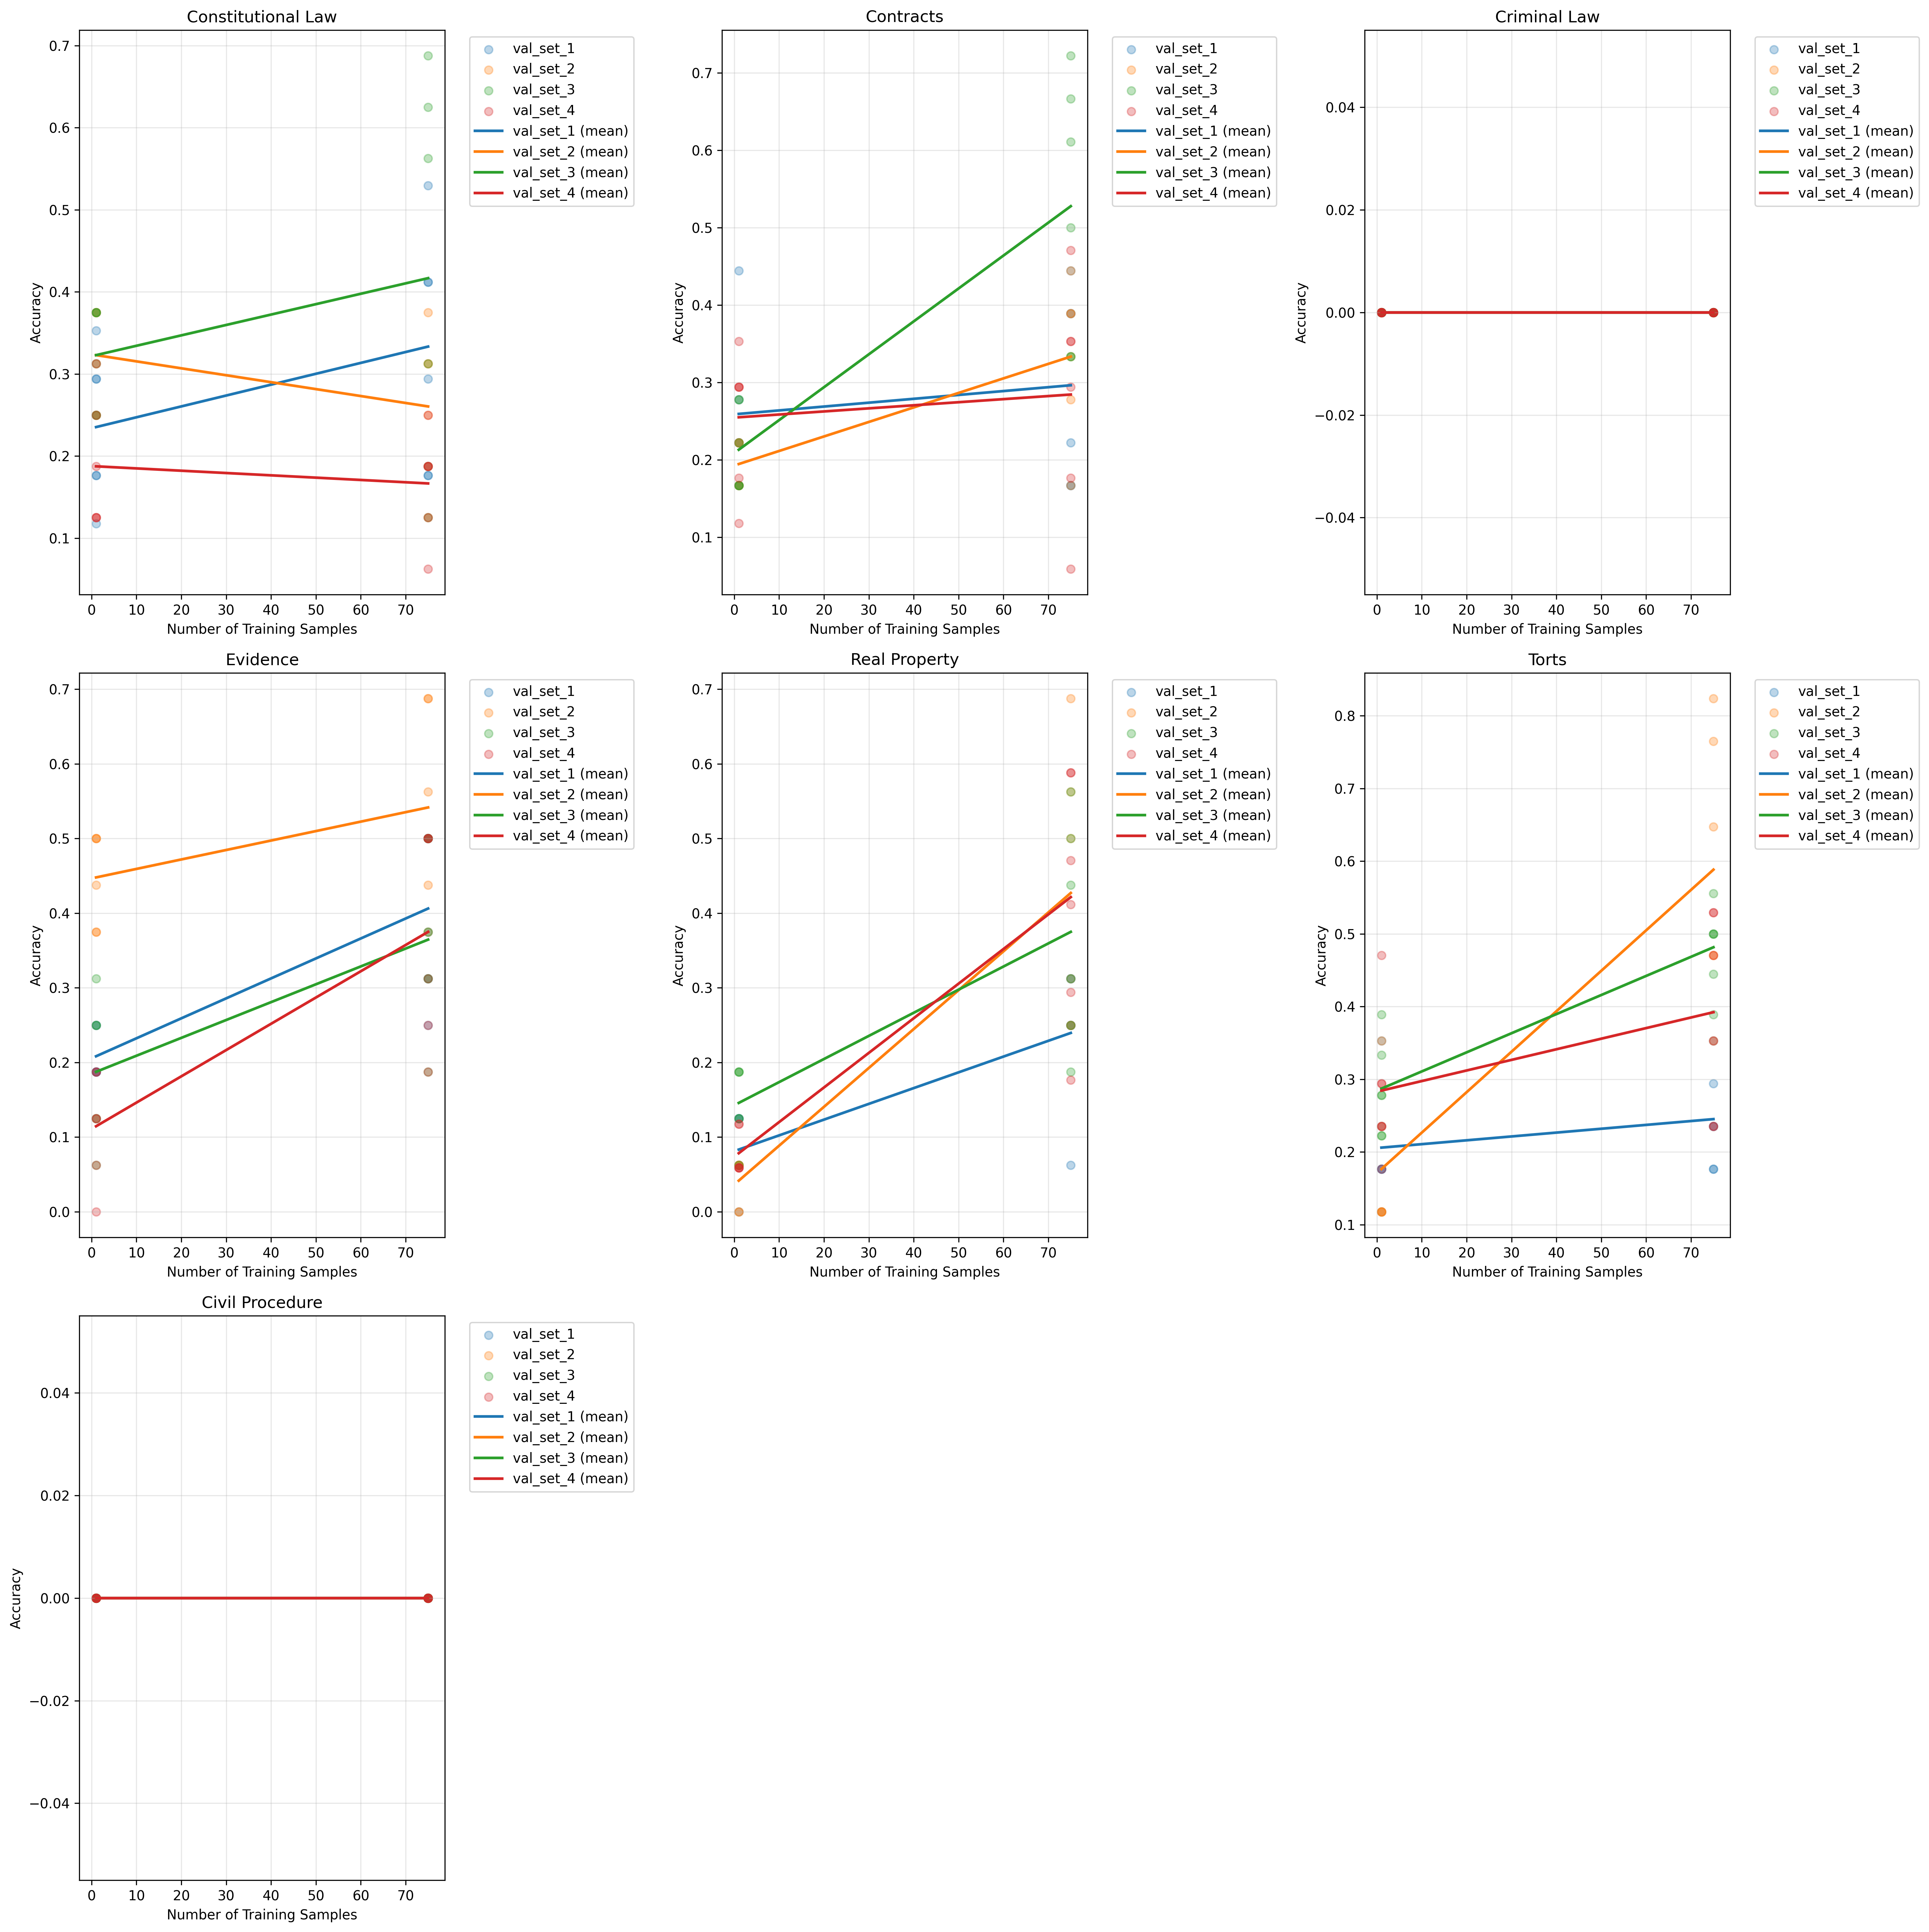 Constitutional Law
0.7
0.6
0.5
0.4
0.3
0.2
0.1
Accuracy
0 10 20 30 40 50 60 70
Number of Training Samples
val_set_1
val_set_2
val_set_3
val_set_4
val_set_1 (mean)
val_set_2 (mean)
val_set_3 (mean)
val_set_4 (mean)
Contracts
0.7
0.6
0.5
0.4
0.3
0.2
0.1
Accuracy
0 10 20 30 40 50 60 70
Number of Training Samples
val_set_1
val_set_2
val_set_3
val_set_4
val_set_1 (mean)
val_set_2 (mean)
val_set_3 (mean)
val_set_4 (mean)
Criminal Law
0.04
0.02
0.00
−0.02
−0.04
Accuracy
0 10 20 30 40 50 60 70
Number of Training Samples
val_set_1
val_set_2
val_set_3
val_set_4
val_set_1 (mean)
val_set_2 (mean)
val_set_3 (mean)
val_set_4 (mean)
Evidence
0.7
0.6
0.5
0.4
0.3
0.2
0.1
0.0
Accuracy
0 10 20 30 40 50 60 70
Number of Training Samples
val_set_1
val_set_2
val_set_3
val_set_4
val_set_1 (mean)
val_set_2 (mean)
val_set_3 (mean)
val_set_4 (mean)
Real Property
0.7
0.6
0.5
0.4
0.3
0.2
0.1
0.0
Accuracy
0 10 20 30 40 50 60 70
Number of Training Samples
val_set_1
val_set_2
val_set_3
val_set_4
val_set_1 (mean)
val_set_2 (mean)
val_set_3 (mean)
val_set_4 (mean)
Torts
0.8
0.7
0.6
0.5
0.4
0.3
0.2
0.1
Accuracy
0 10 20 30 40 50 60 70
Number of Training Samples
val_set_1
val_set_2
val_set_3
val_set_4
val_set_1 (mean)
val_set_2 (mean)
val_set_3 (mean)
val_set_4 (mean)
Civil Procedure
0.04
0.02
0.00
−0.02
−0.04
Accuracy
0 10 20 30 40 50 60 70
Number of Training Samples
val_set_1
val_set_2
val_set_3
val_set_4
val_set_1 (mean)
val_set_2 (mean)
val_set_3 (mean)
val_set_4 (mean)